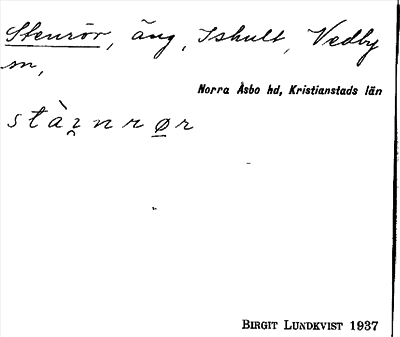 Stenrör, äng, Ishult, Vedby
sn,
Norra Åsbo hd, Kristianstads län
BIRGIT LUNDKVIST 1937